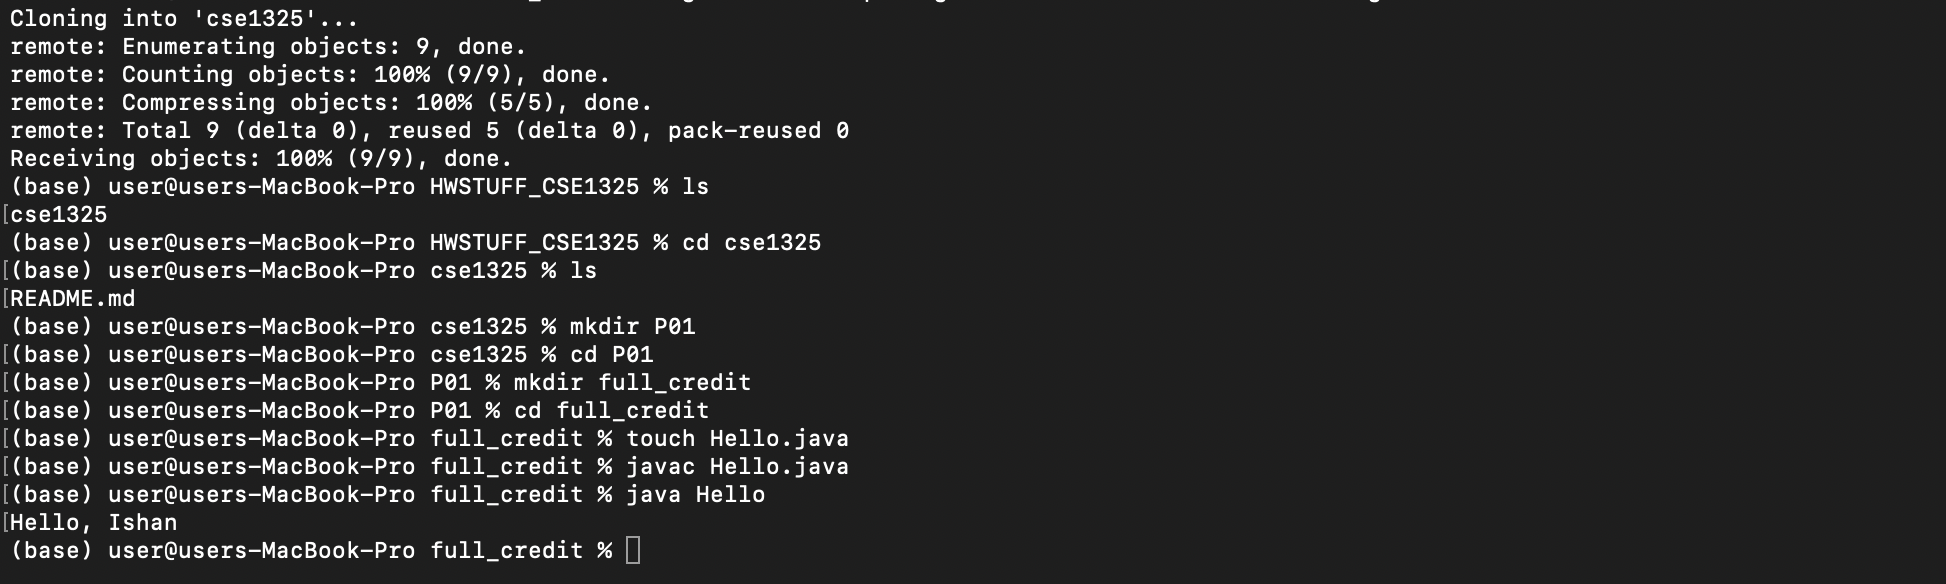 Cloning into 'cse1325'...
remote: Enumerating objects: 9, done.
remote: Counting objects: 100% (9/9), done.
remote: Compressing objects: 100% (5/5), done.
remote: Total 9 (delta 0), reused 5 (delta 0), pack-reused 0
Receiving objects: 100% (9/9), done.
(base) user@users-MacBook-Pro HWSTUFF_CSE1325 % ls
[cse1325
(base) user@users-MacBook-Pro HWSTUFF_CSE1325 % cd cse1325
[(base) user@users-MacBook-Pro cse1325 % ls
[README.md
(base) user@users-MacBook-Pro cse1325 % mkdir P01
[(base) user@users-MacBook-Pro cse1325 % cd P01
[(base) user@users-MacBook-Pro P01 % mkdir full_credit
[(base) user@users-MacBook-Pro P01 % cd full_credit
[(base) user@users-MacBook-Pro full_credit % touch Hello.java
[(base) user@users-MacBook-Pro full_credit % javac Hello.java
[(base) user@users-MacBook-Pro full_credit % java Hello
[Hello, Ishan
(base) user@users-MacBook-Pro full_credit %